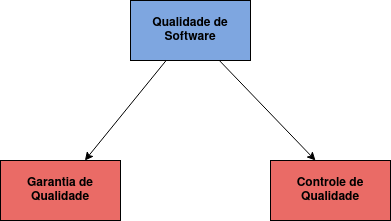 Qualidade de
Software
Garantia de
Qualidade
Controle de
Qualidade